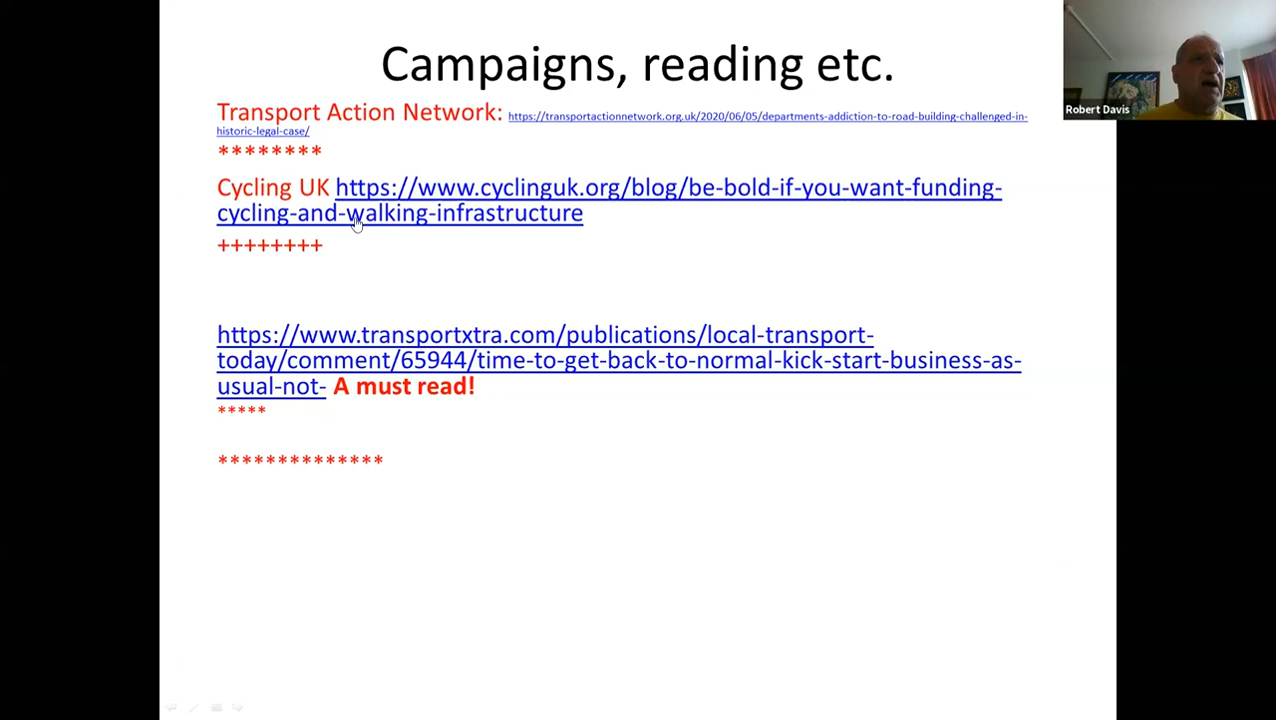 Campaigns, reading etc.
Robert Davis
Transport Action Network: https://transportactionnetwork.org.uk/2020/06/05/departments-addiction-to-road-building-challenged-in-
historic-legal-case/
********
Cycling UK https://www.cyclinguk.org/blog/be-bold-if-you-want-funding-
cycling-and-walking-infrastructure
++++++++
https://www.transportxtra.com/publications/local-transport-
today/comment/65944/time-to-get-back-to-normal-kick-start-business-as-
usual-not- A must read!
*****
**************